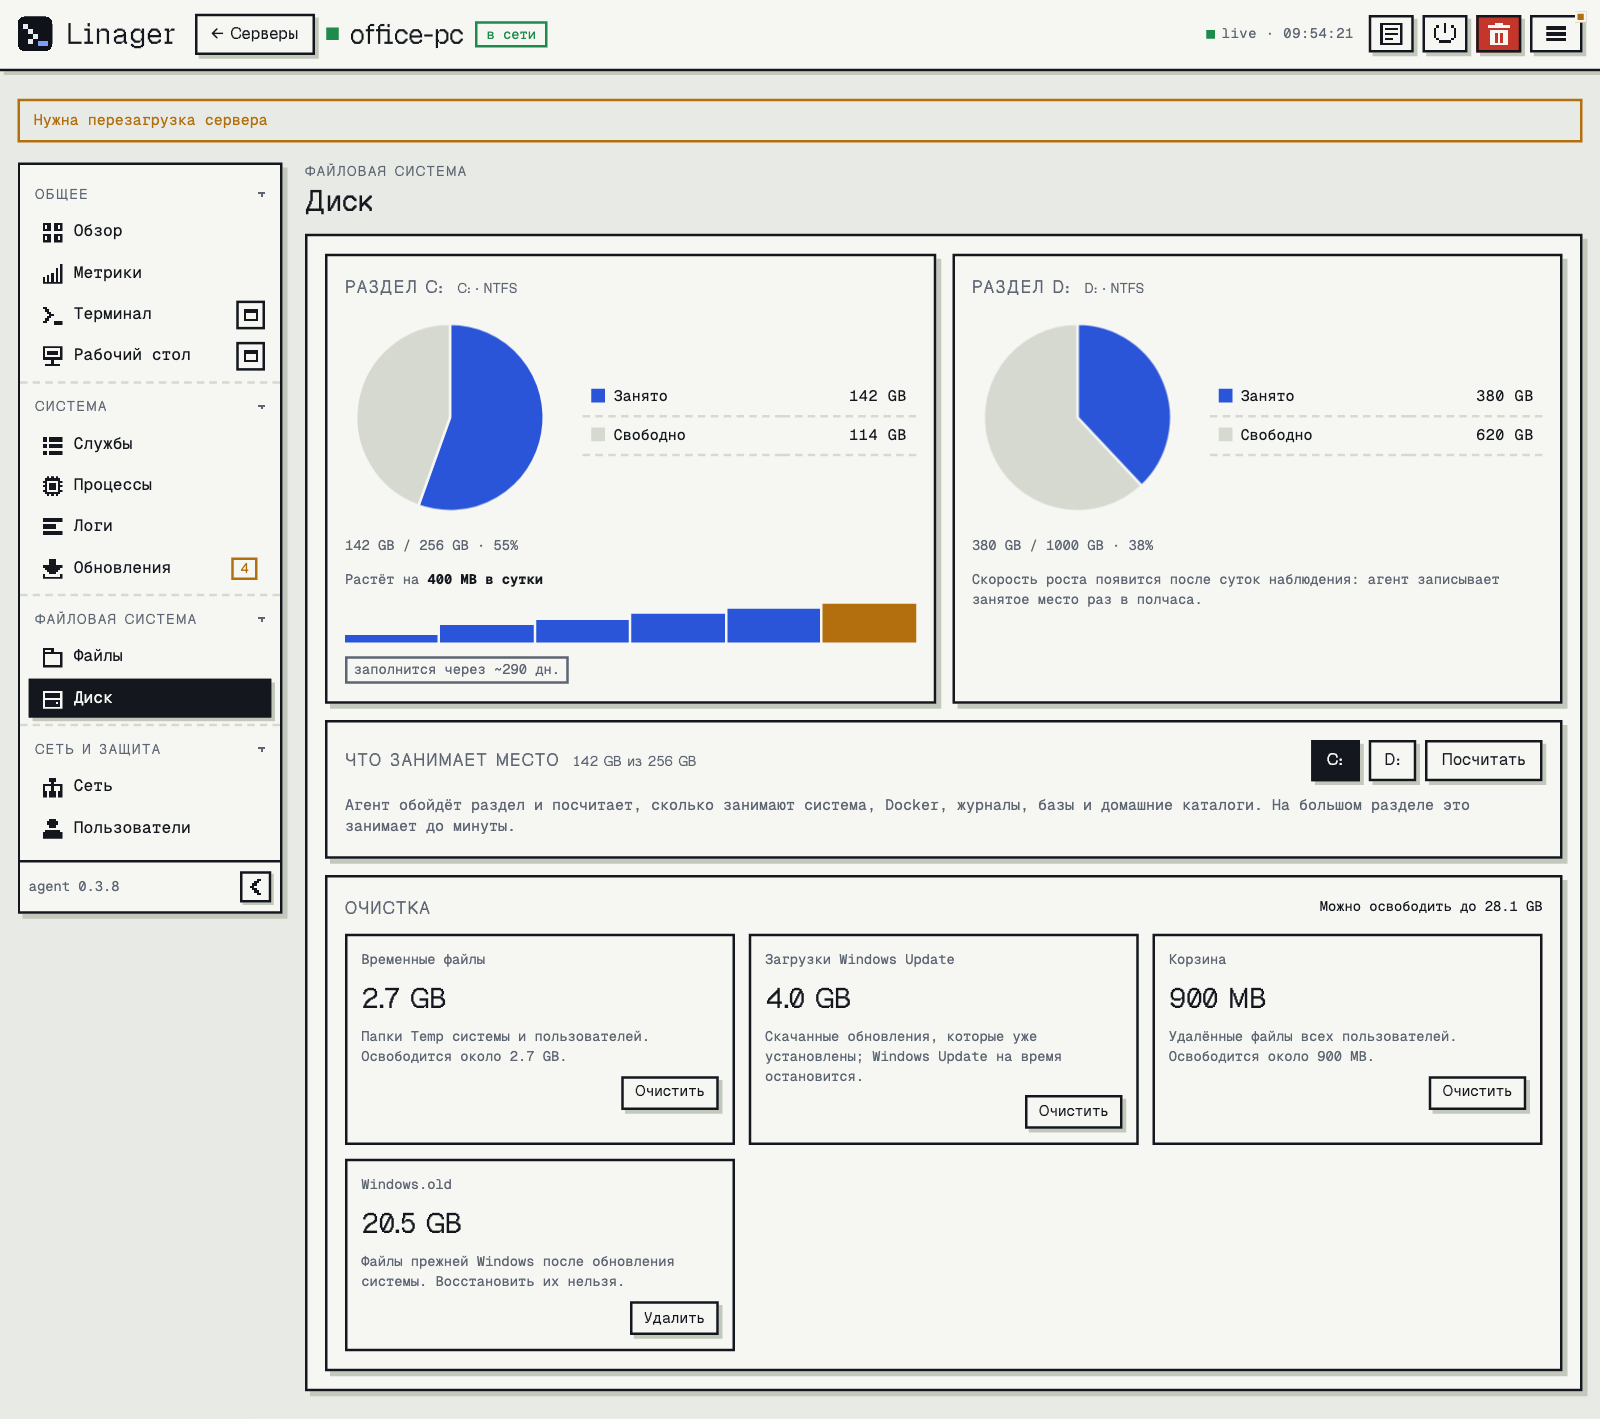 Linager
← Серверы
office-pc
в сети
live · 09:54:21
Нужна перезагрузка сервера
ОБЩЕЕ
Обзор
Метрики
Терминал
Рабочий стол
СИСТЕМА
Службы
Процессы
Логи
Обновления
4
ФАЙЛОВАЯ СИСТЕМА
Файлы
Диск
СЕТЬ И ЗАЩИТА
Сеть
Пользователи
agent 0.3.8
ФАЙЛОВАЯ СИСТЕМА
Диск
РАЗДЕЛ C: C: · NTFS
Занято 142 GB
Свободно 114 GB
142 GB / 256 GB · 55%
Растёт на 400 MB в сутки
заполнится через ~290 дн.
РАЗДЕЛ D: D: · NTFS
Занято 380 GB
Свободно 620 GB
380 GB / 1000 GB · 38%
Скорость роста появится после суток наблюдения: агент записывает
занятое место раз в полчаса.
ЧТО ЗАНИМАЕТ МЕСТО 142 GB из 256 GB
C:
D:
Посчитать
Агент обойдёт раздел и посчитает, сколько занимают система, Docker, журналы, базы и домашние каталоги. На большом разделе это
занимает до минуты.
ОЧИСТКА
Можно освободить до 28.1 GB
Временные файлы
2.7 GB
Папки Temp системы и пользователей.
Освободится около 2.7 GB.
Очистить
Загрузки Windows Update
4.0 GB
Скачанные обновления, которые уже
установлены; Windows Update на время
остановится.
Очистить
Корзина
900 MB
Удалённые файлы всех пользователей.
Освободится около 900 MB.
Очистить
Windows.old
20.5 GB
Файлы прежней Windows после обновления
системы. Восстановить их нельзя.
Удалить